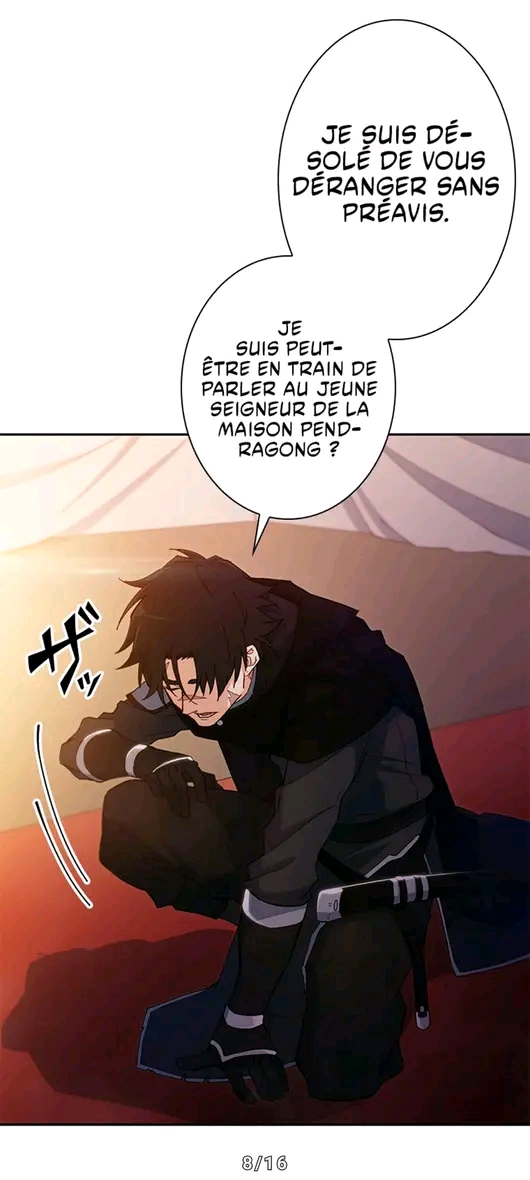 JE SUIS DÉ-
SOLÉ DE VOUS
DÉRANGER SANS
PRÉAVIS.
JE
SUIS PEUT-
ÊTRE EN TRAIN DE
PARLER AU JEUNE
SEIGNEUR DE LA
MAISON PEND-
RAGONG ?
ザッ
8/16